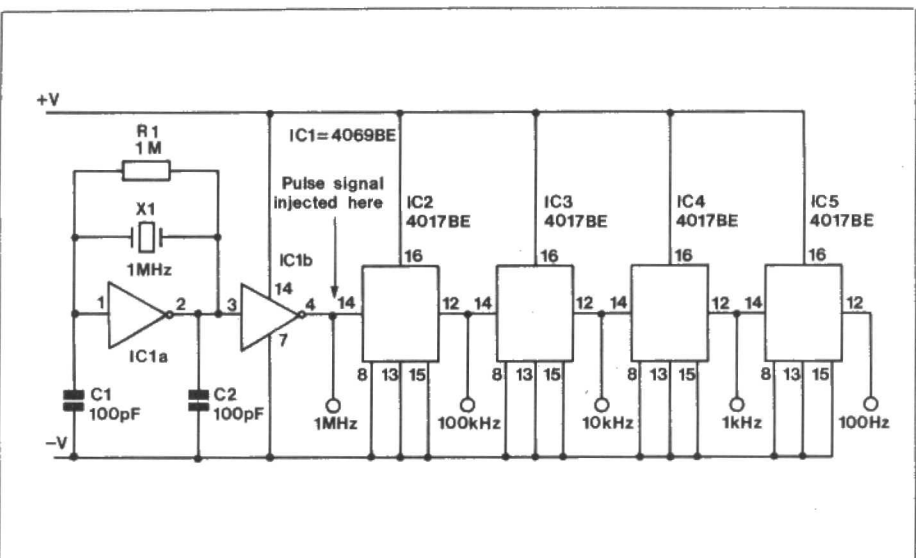 +V
R1
1M
X1
1MHz
IC1=4069BE
Pulse signal
injected here
IC2
4017BE
IC3
4017BE
IC4
4017BE
IC5
4017BE
IC1b
16
16
16
16
14
1
2
3
4
14
12
14
12
14
12
14
12
7
IC1a
8
13
15
8
13
15
8
13
15
8
13
15
C1
100pF
C2
100pF
1MHz
100kHz
10kHz
1kHz
100Hz
-V